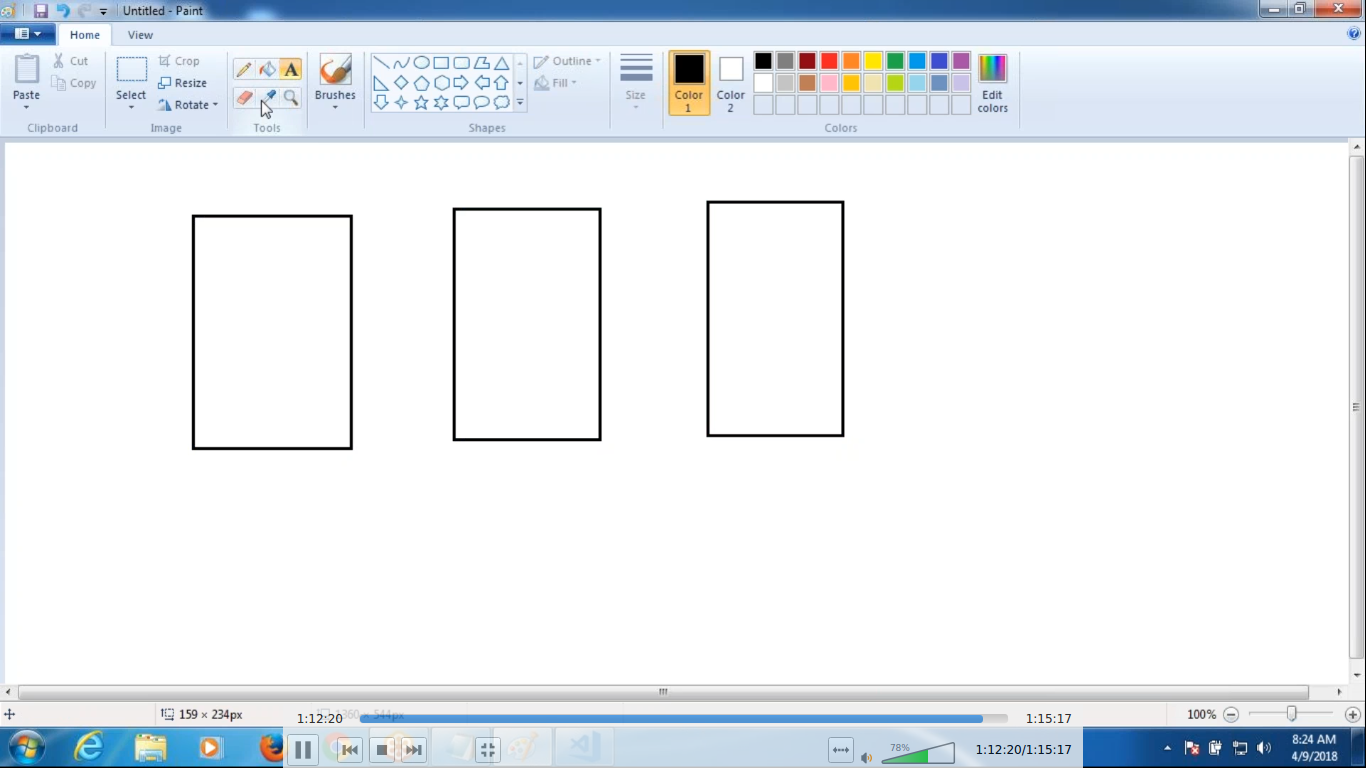 Untitled - Paint
Home View
Paste
Cut
Copy
Clipboard
Select
Crop
Resize
Rotate
Image
A
Tools
Brushes
Outline
Fill
Shapes
Size
Color 1
Color 2
Edit colors
Colors
159 × 234px
1360 × 544px
100%
1:12:20
1:15:17
78%
1:12:20/1:15:17
8:24 AM
4/9/2018